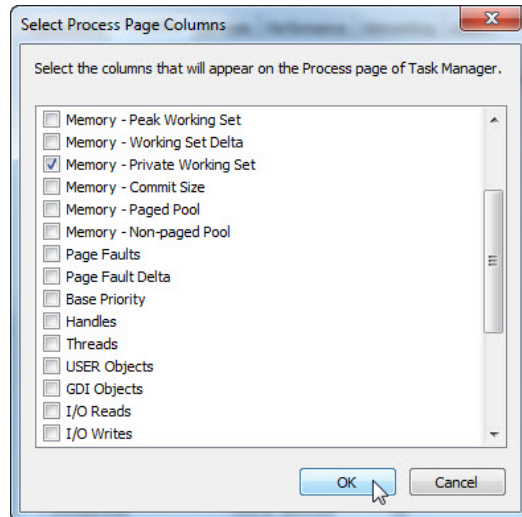 Select Process Page Columns
Select the columns that will appear on the Process page of Task Manager.
Memory - Peak Working Set
Memory - Working Set Delta
Memory - Private Working Set
Memory - Commit Size
Memory - Paged Pool
Memory - Non-paged Pool
Page Faults
Page Fault Delta
Base Priority
Handles
Threads
USER Objects
GDI Objects
I/O Reads
I/O Writes
OK Cancel